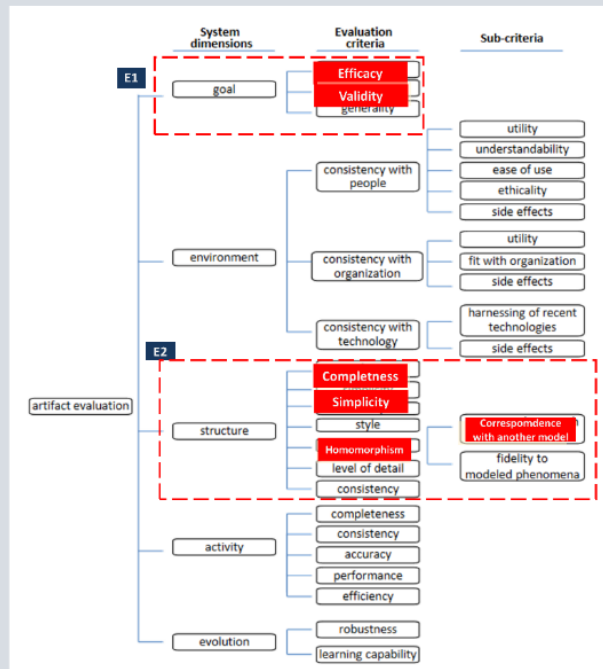 System
dimensions
Evaluation
criteria
Sub-criteria
E1
goal
Efficacy
Validity
generality
environment
consistency with
people
utility
understandability
ease of use
ethicality
side effects
consistency with
organization
utility
fit with organization
side effects
consistency with
technology
harnessing of recent
technologies
side effects
E2
artifact evaluation
structure
Completness
Simplicity
style
Homomorphism
level of detail
consistency
Correspomdence
with another model
fidelity to
modeled phenomena
activity
completeness
consistency
accuracy
performance
efficiency
evolution
robustness
learning capability